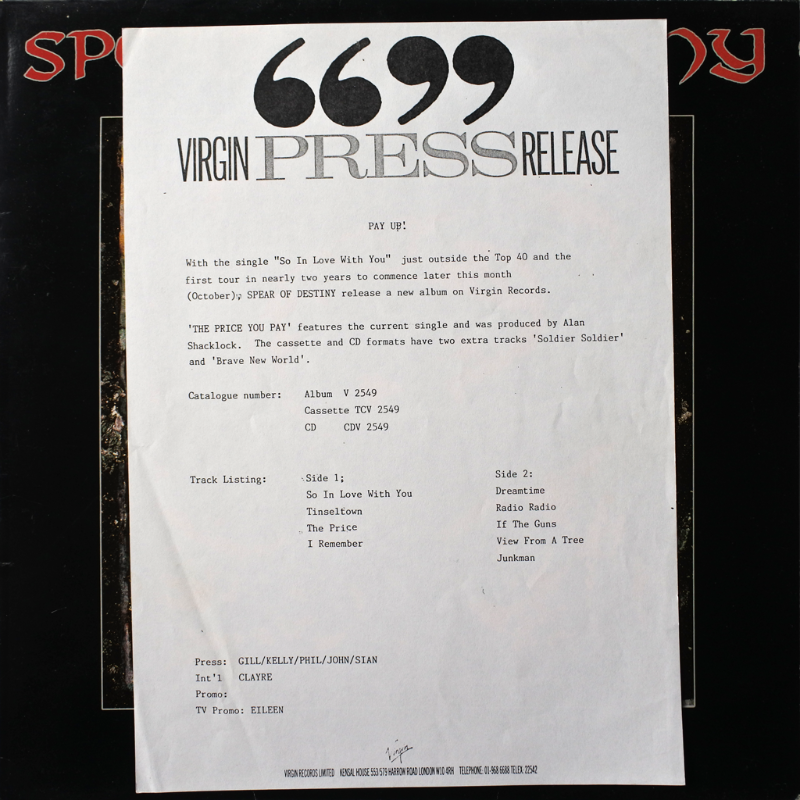 SP
NY
VIRGIN PRESS RELEASE
PAY UP!
With the single "So In Love With You" just outside the Top 40 and the
first tour in nearly two years to commence later this month
(October), SPEAR OF DESTINY release a new album on Virgin Records.
'THE PRICE YOU PAY' features the current single and was produced by Alan
Shacklock. The cassette and CD formats have two extra tracks 'Soldier Soldier'
and 'Brave New World'.
Catalogue number: Album V 2549
Cassette TCV 2549
CD CDV 2549
Track Listing: Side 1;
So In Love With You
Tinseltown
The Price
I Remember
Side 2:
Dreamtime
Radio Radio
If The Guns
View From A Tree
Junkman
Press: GILL/KELLY/PHIL/JOHN/SIAN
Int'l CLAYRE
Promo:
TV Promo: EILEEN
Virgin
VIRGIN RECORDS LIMITED KENSAL HOUSE 553/579 HARROW ROAD LONDON W10 4RH TELEPHONE: 01-968 6688 TELEX: 22542